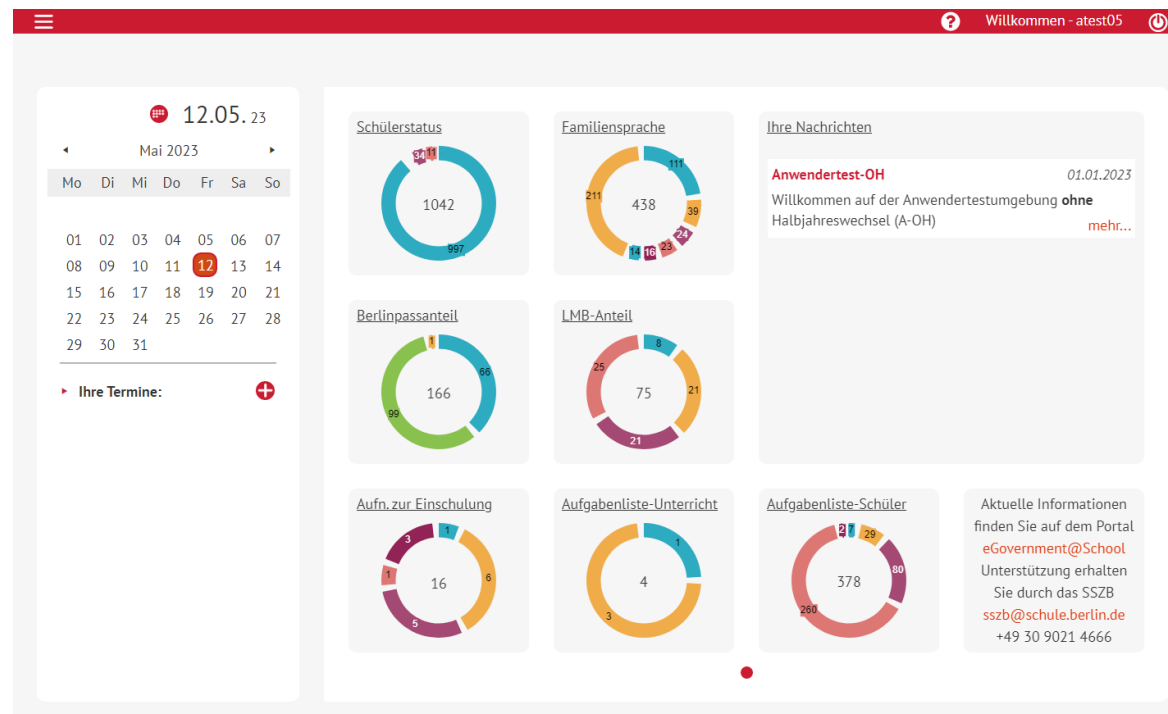 ? Willkommen - atest05
12.05. 23
Mai 2023
Mo Di Mi Do Fr Sa So
01 02 03 04 05 06 07
08 09 10 11 12 13 14
15 16 17 18 19 20 21
22 23 24 25 26 27 28
29 30 31
Ihre Termine:
Schülerstatus
34 11
1042
997
Familiensprache
111
211
438
39
24
23
16
14
Ihre Nachrichten
Anwendertest-OH 01.01.2023
Willkommen auf der Anwendertestumgebung ohne
Halbjahreswechsel (A-OH)
mehr...
Berlinpassanteil
1
66
166
99
LMB-Anteil
8
25
75
21
21
Aufn. zur Einschulung
1
3
16
6
1
5
Aufgabenliste-Unterricht
1
4
3
Aufgabenliste-Schüler
2 7 29
80
378
260
Aktuelle Informationen
finden Sie auf dem Portal
eGovernment@School
Unterstützung erhalten
Sie durch das SSZB
sszb@schule.berlin.de
+49 30 9021 4666